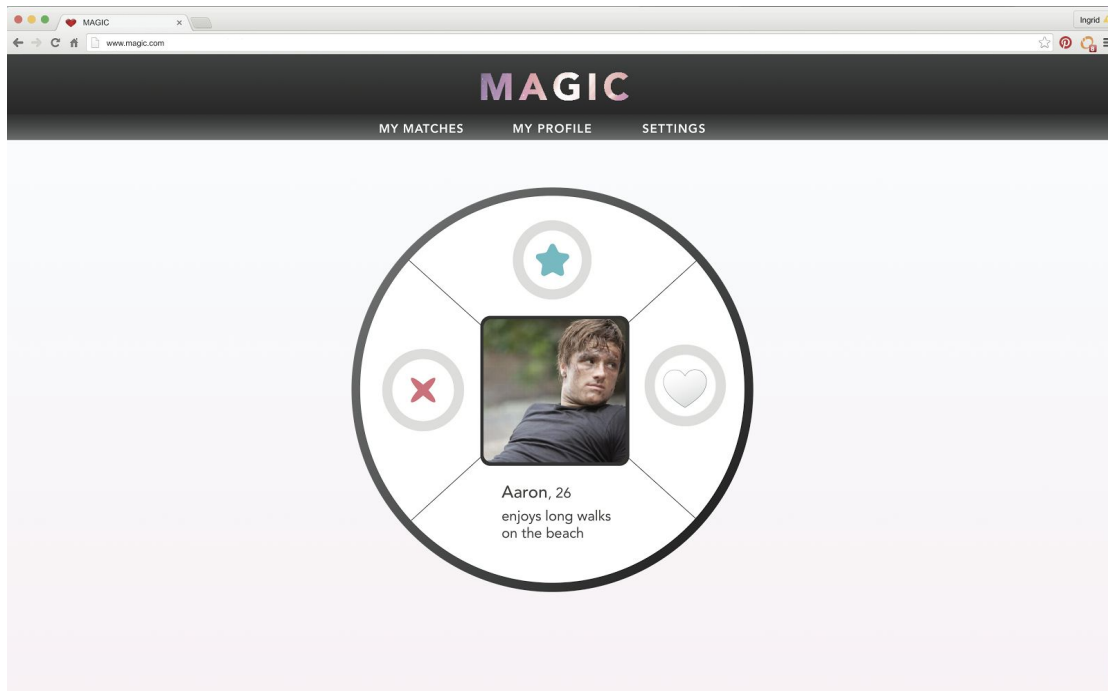 MAGIC
Ingrid
www.magic.com
MAGIC
MY MATCHES MY PROFILE SETTINGS
Aaron, 26
enjoys long walks
on the beach